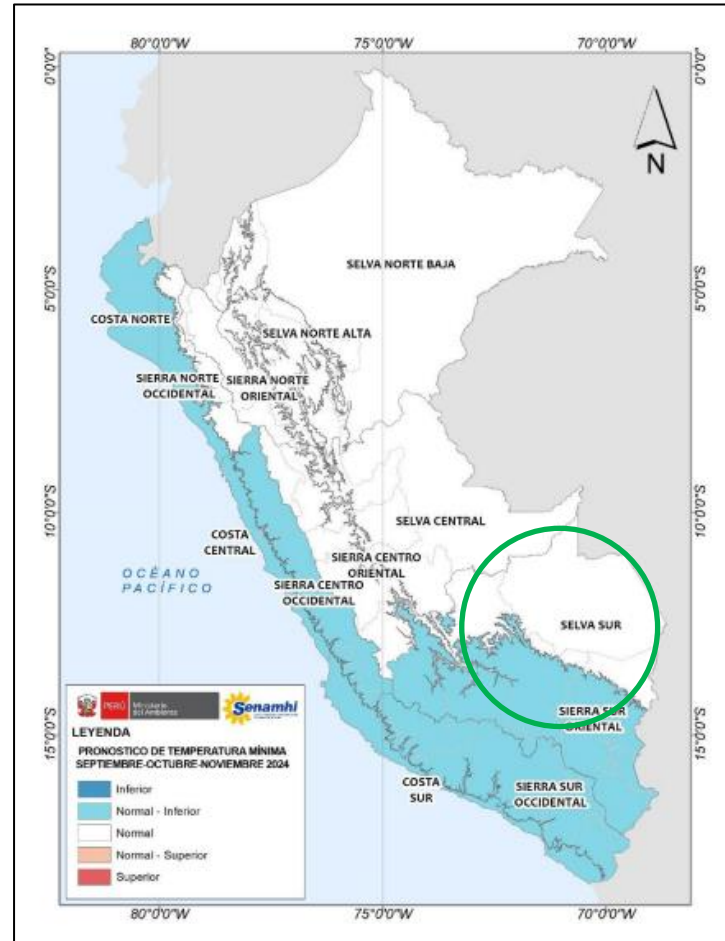 80°0'0"W 75°0'0"W 70°0'0"W
0°0'0" 0°0'0"
N
SELVA NORTE BAJA
5°0'0"S 5°0'0"S
COSTA NORTE
SELVA NORTE ALTA
SIERRA NORTE
OCCIDENTAL
SIERRA NORTE
ORIENTAL
10°0'0"S 10°0'0"S
SELVA CENTRAL
COSTA
CENTRAL
SIERRA CENTRO
ORIENTAL
OCÉANO
PACÍFICO
SIERRA CENTRO
OCCIDENTAL
SELVA SUR
SIERRA SUR
ORIENTAL
15°0'0"S 15°0'0"S
COSTA
SUR
SIERRA SUR
OCCIDENTAL
PERÚ Ministerio
del Ambiente
Senamhi
LEYENDA
PRONOSTICO DE TEMPERATURA MÍNIMA
SEPTIEMBRE-OCTUBRE-NOVIEMBRE 2024
Inferior
Normal - Inferior
Normal
Normal - Superior
Superior
80°0'0"W 75°0'0"W 70°0'0"W